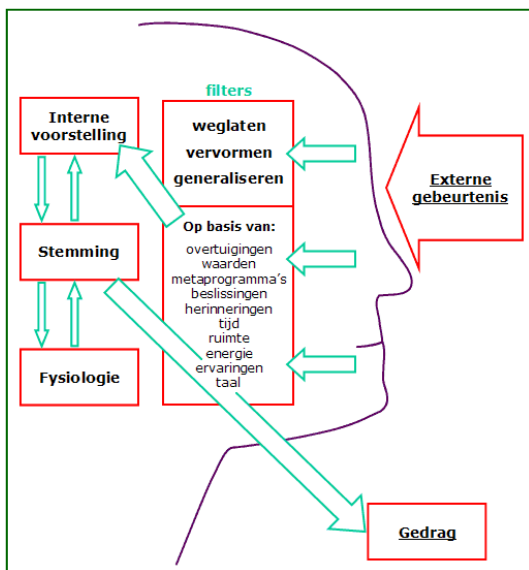 filters
Interne
voorstelling
weglaten
vervormen
generaliseren
Externe
gebeurtenis
Stemming
Op basis van:
overtuigingen
waarden
metaprogramma's
beslissingen
herinneringen
tijd
ruimte
energie
ervaringen
taal
Fysiologie
Gedrag